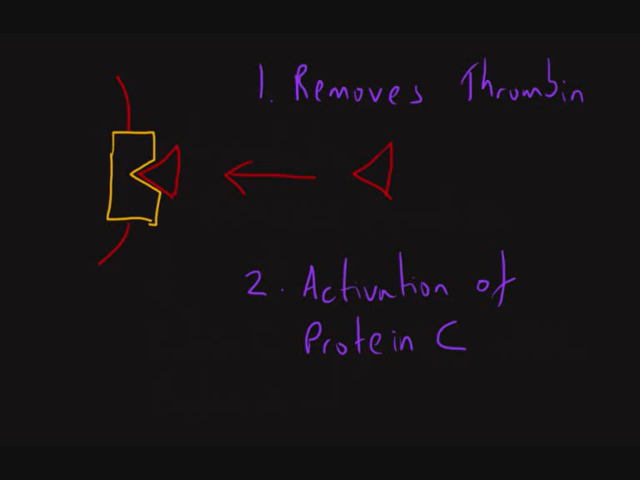 1. Removes Thrombin
2. Activation of
Protein C